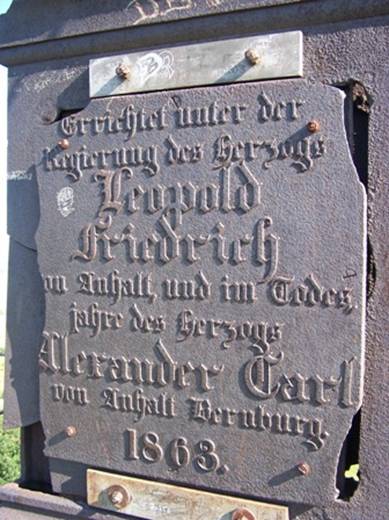 Errichtet unter der
Regierung des Herzogs
Leopold
Friedrich
von Anhalt, und im Todes,
jahre des Herzogs
Alexander Carl
von Anhalt Bernburg.
1863.